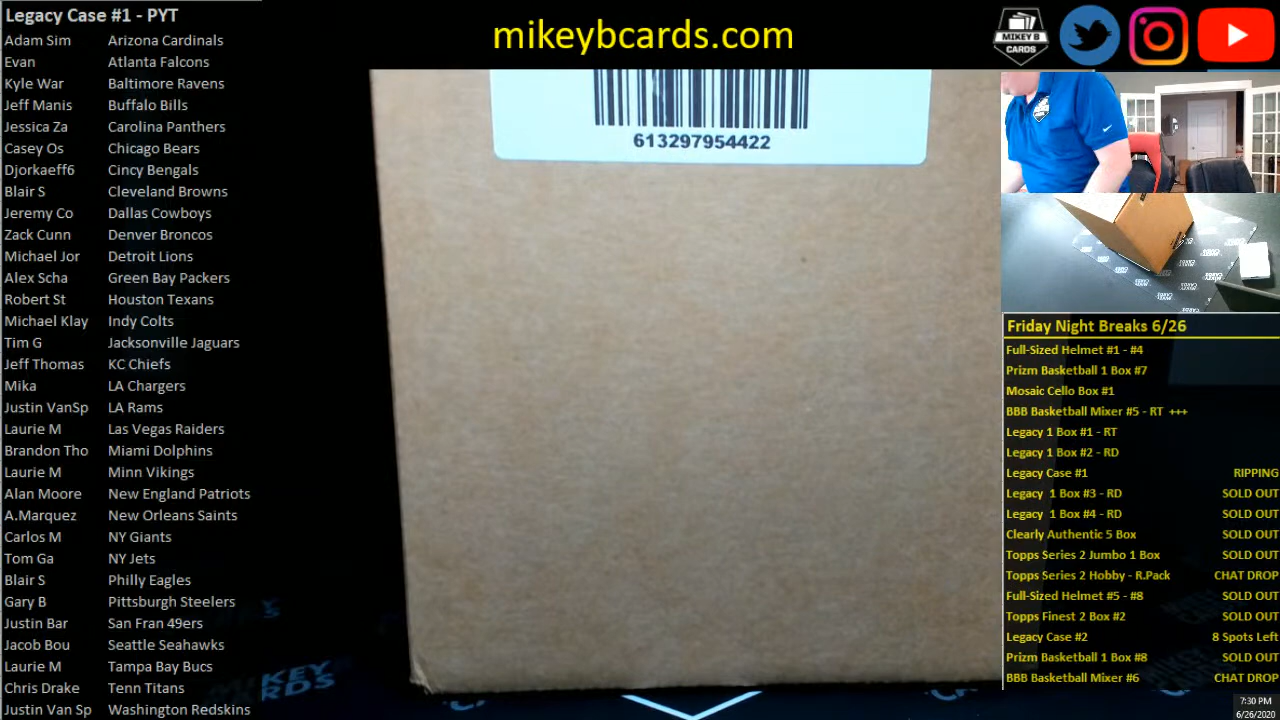 Legacy Case #1 - PYT
Adam Sim Arizona Cardinals
Evan Atlanta Falcons
Kyle War Baltimore Ravens
Jeff Manis Buffalo Bills
Jessica Za Carolina Panthers
Casey Os Chicago Bears
Djorkaeff6 Cincy Bengals
Blair S Cleveland Browns
Jeremy Co Dallas Cowboys
Zack Cunn Denver Broncos
Michael Jor Detroit Lions
Alex Scha Green Bay Packers
Robert St Houston Texans
Michael Klay Indy Colts
Tim G Jacksonville Jaguars
Jeff Thomas KC Chiefs
Mika LA Chargers
Justin VanSp LA Rams
Laurie M Las Vegas Raiders
Brandon Tho Miami Dolphins
Laurie M Minn Vikings
Alan Moore New England Patriots
A.Marquez New Orleans Saints
Carlos M NY Giants
Tom Ga NY Jets
Blair S Philly Eagles
Gary B Pittsburgh Steelers
Justin Bar San Fran 49ers
Jacob Bou Seattle Seahawks
Laurie M Tampa Bay Bucs
Chris Drake Tenn Titans
Justin Van Sp Washington Redskins
mikeybcards.com
MIKEY B
CARDS
613297954422
MIKEY
CARDS
Friday Night Breaks 6/26
Full-Sized Helmet #1 - #4
Prizm Basketball 1 Box #7
Mosaic Cello Box #1
BBB Basketball Mixer #5 - RT +++
Legacy 1 Box #1 - RT
Legacy 1 Box #2 - RD
Legacy Case #1 RIPPING
Legacy 1 Box #3 - RD SOLD OUT
Legacy 1 Box #4 - RD SOLD OUT
Clearly Authentic 5 Box SOLD OUT
Topps Series 2 Jumbo 1 Box SOLD OUT
Topps Series 2 Hobby - R.Pack CHAT DROP
Full-Sized Helmet #5 - #8 SOLD OUT
Topps Finest 2 Box #2 SOLD OUT
Legacy Case #2 8 Spots Left
Prizm Basketball 1 Box #8 SOLD OUT
BBB Basketball Mixer #6 CHAT DROP
7:30 PM
6/26/2020